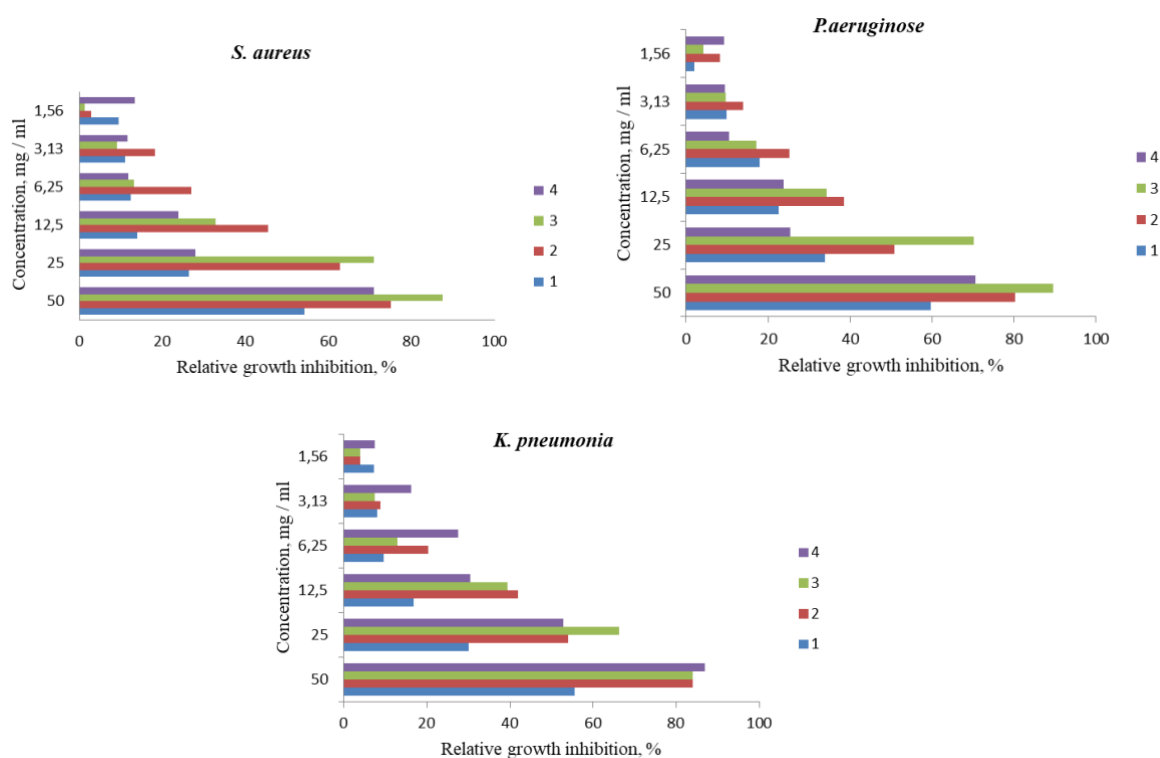 S. aureus
Concentration, mg / ml
1,56
3,13
6,25
12,5
25
50
0 20 40 60 80 100
Relative growth inhibition, %
4
3
2
1
P.aeruginose
Concentration, mg / ml
1,56
3,13
6,25
12,5
25
50
0 20 40 60 80 100
Relative growth inhibition, %
4
3
2
1
K. pneumonia
Concentration, mg / ml
1,56
3,13
6,25
12,5
25
50
0 20 40 60 80 100
Relative growth inhibition, %
4
3
2
1